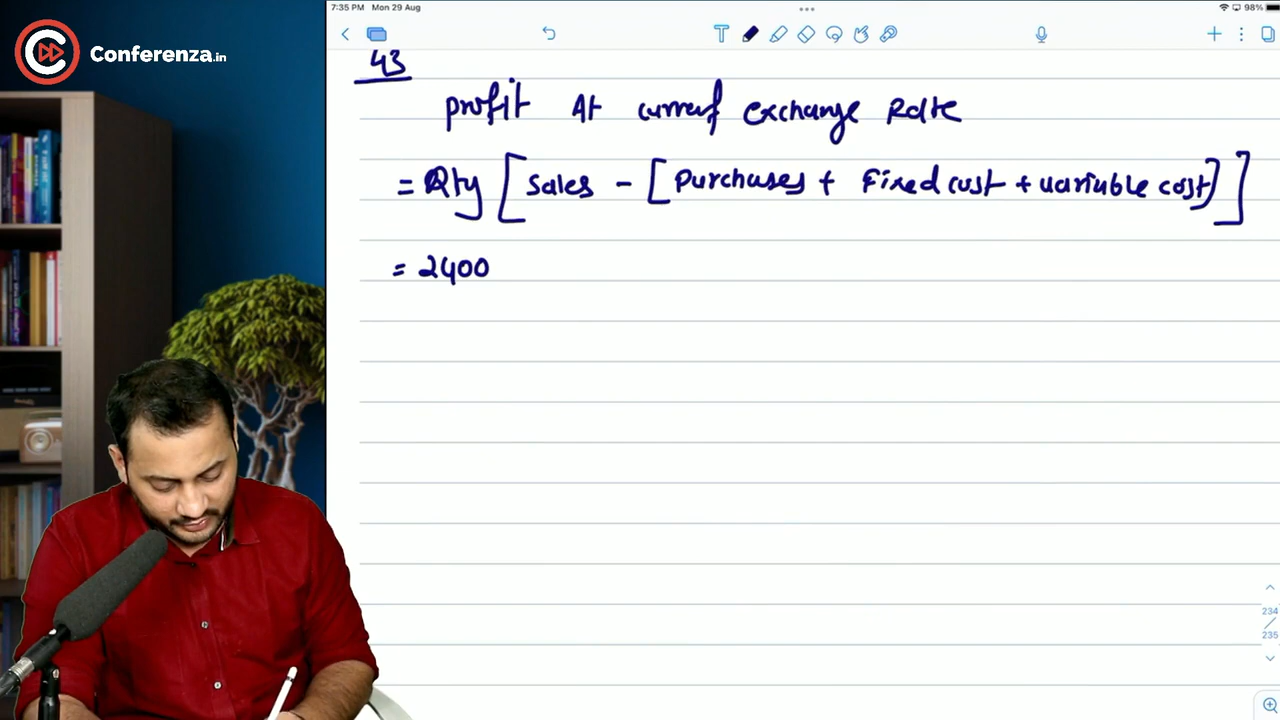 7:35 PM Mon 29 Aug
98%
Conferenza.in
43
Profit At current exchange Rate
= Qty [Sales - [Purchases + Fixed cost + variable cost]]
= 2400
234
235